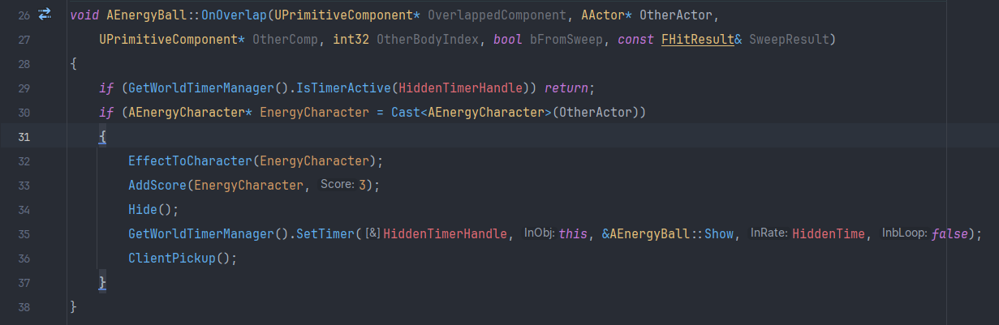 26 void AEnergyBall::OnOverlap(UPrimitiveComponent* OverlappedComponent, AActor* OtherActor,
27 UPrimitiveComponent* OtherComp, int32 OtherBodyIndex, bool bFromSweep, const FHitResult& SweepResult)
28 {
29 if (GetWorldTimerManager().IsTimerActive(HiddenTimerHandle)) return;
30 if (AEnergyCharacter* EnergyCharacter = Cast<AEnergyCharacter>(OtherActor))
31 {
32 EffectToCharacter(EnergyCharacter);
33 AddScore(EnergyCharacter, Score: 3);
34 Hide();
35 GetWorldTimerManager().SetTimer([&]HiddenTimerHandle, InObj: this, &AEnergyBall::Show, InRate: HiddenTime, InbLoop: false);
36 ClientPickup();
37 }
38 }